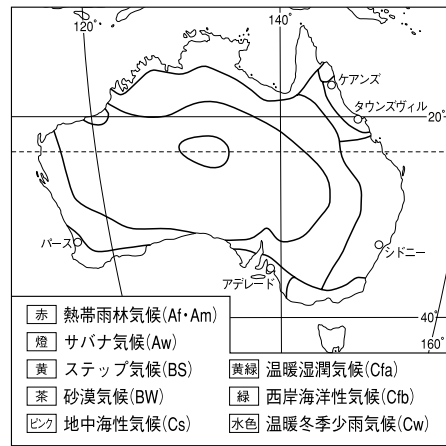 120°
140°
ケアンズ
タウンズヴィル
20°
パース
シドニー
アデレード
赤 熱帯雨林気候(Af・Am)
橙 サバナ気候(Aw)
黄 ステップ気候(BS)
茶 砂漠気候(BW)
ピンク 地中海性気候(Cs)
40°
160°
黄緑 温暖湿潤気候(Cfa)
緑 西岸海洋性気候(Cfb)
水色 温暖冬季少雨気候(Cw)